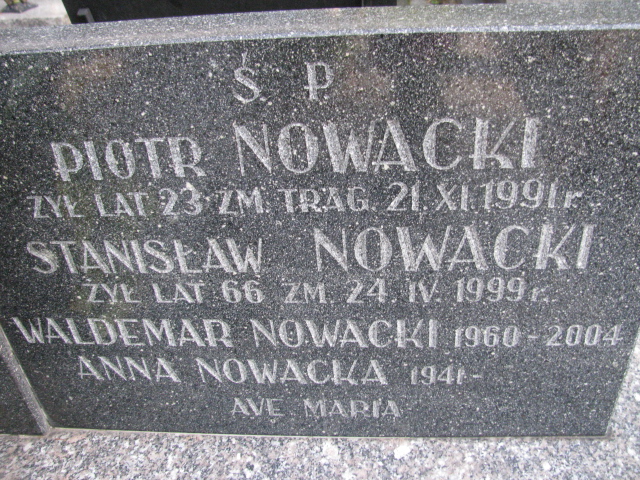 Ś P
PIOTR NOWACKI
ŻYŁ LAT 23 ZM. TRAG. 21. XI. 1991 r.
STANISŁAW NOWACKI
ŻYŁ LAT 66 ZM. 24. IV. 1999 r.
WALDEMAR NOWACKI 1960 - 2004
ANNA NOWACKA 1941 -
AVE MARIA